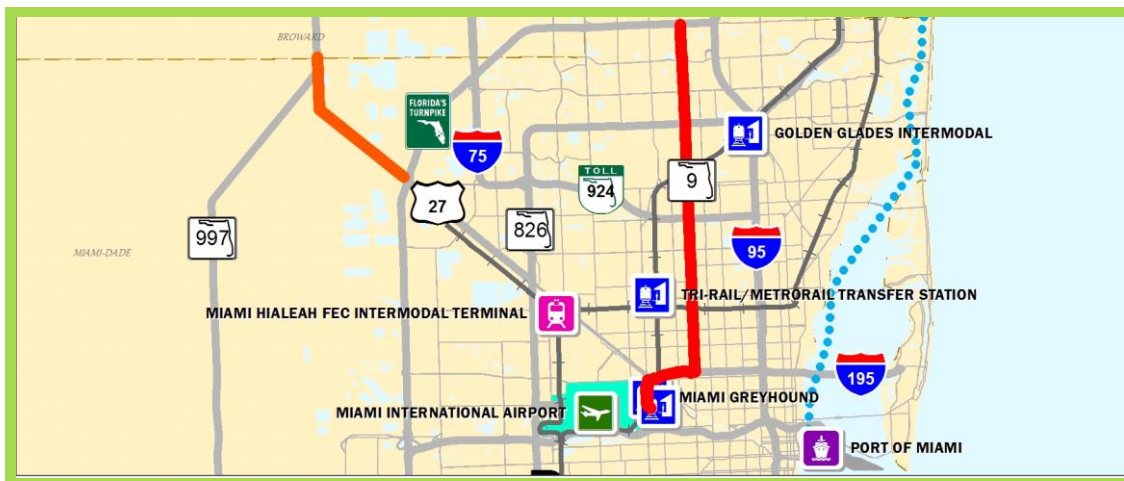 BROWARD
FLORIDA'S
TURNPIKE
75
GOLDEN GLADES INTERMODAL
TOLL
924
9
27
826
997
MIAMI-DADE
95
TRI-RAIL/METRORAIL TRANSFER STATION
MIAMI HIALEAH FEC INTERMODAL TERMINAL
195
MIAMI GREYHOUND
MIAMI INTERNATIONAL AIRPORT
PORT OF MIAMI